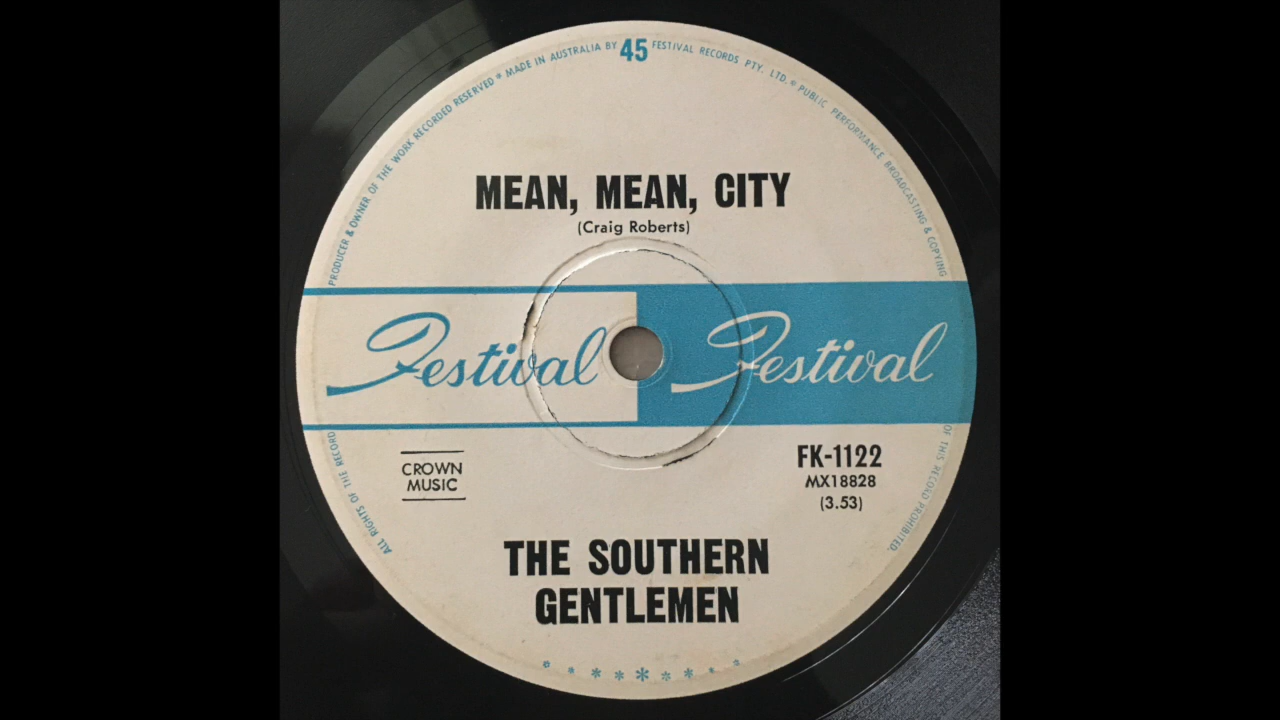 45
MADE IN AUSTRALIA BY FESTIVAL RECORDS PTY. LTD. ® PUBLIC PERFORMANCE BROADCASTING & COPYING
OF THIS RECORD PROHIBITED.
ALL RIGHTS OF THE RECORD
PRODUCER & OWNER OF THE WORK RECORDED RESERVED
MEAN, MEAN, CITY
(Craig Roberts)
Festival Festival
CROWN
MUSIC
FK-1122
MX18828
(3.53)
THE SOUTHERN
GENTLEMEN